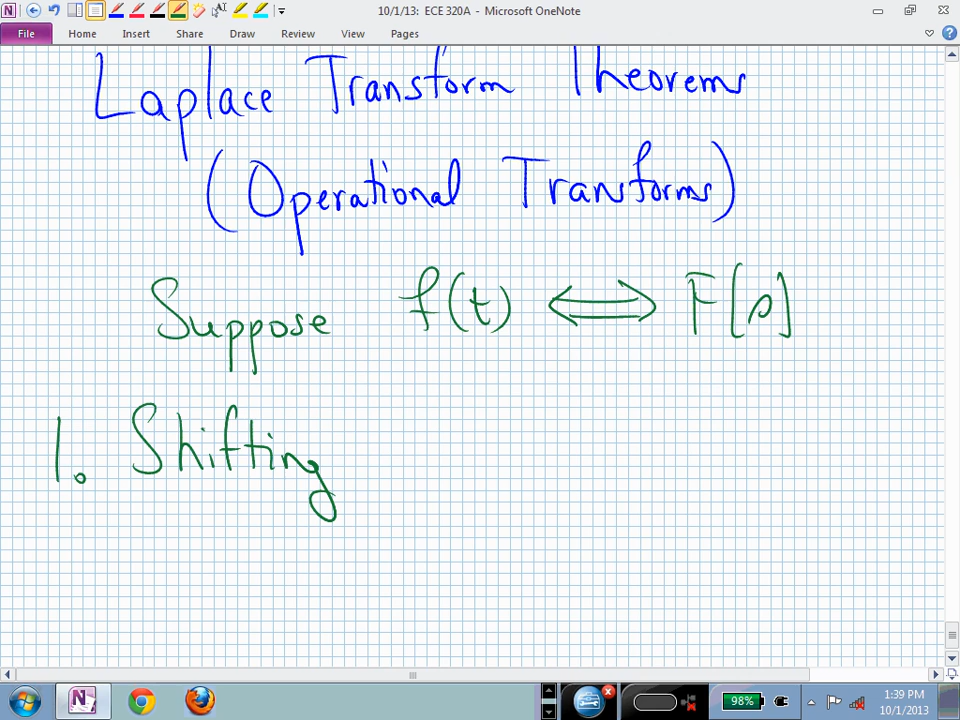 10/1/13: ECE 320A - Microsoft OneNote
File Home Insert Share Draw Review View Pages
Laplace Transform Theorems
(Operational Transforms)
Suppose f(t) ⟺ F[s]
1. Shifting
98%
1:39 PM
10/1/2013